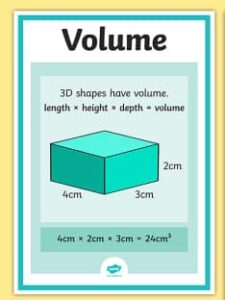 Volume
3D shapes have volume.
length × height × depth = volume
2cm
4cm
3cm
4cm × 2cm × 3cm = 24cm³